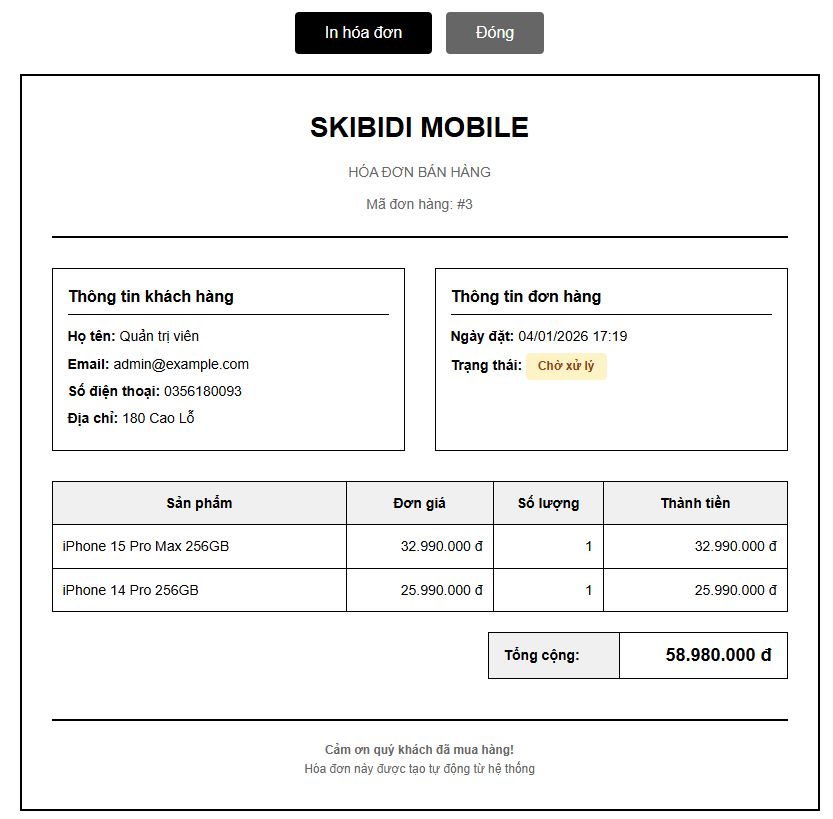 In hóa đơn
Đóng
SKIBIDI MOBILE
HÓA ĐƠN BÁN HÀNG
Mã đơn hàng: #3
Thông tin khách hàng
Họ tên: Quản trị viên
Email: admin@example.com
Số điện thoại: 0356180093
Địa chỉ: 180 Cao Lỗ
Thông tin đơn hàng
Ngày đặt: 04/01/2026 17:19
Trạng thái: Chờ xử lý
Sản phẩm Đơn giá Số lượng Thành tiền
iPhone 15 Pro Max 256GB 32.990.000 đ 1 32.990.000 đ
iPhone 14 Pro 256GB 25.990.000 đ 1 25.990.000 đ
Tổng cộng: 58.980.000 đ
Cảm ơn quý khách đã mua hàng!
Hóa đơn này được tạo tự động từ hệ thống